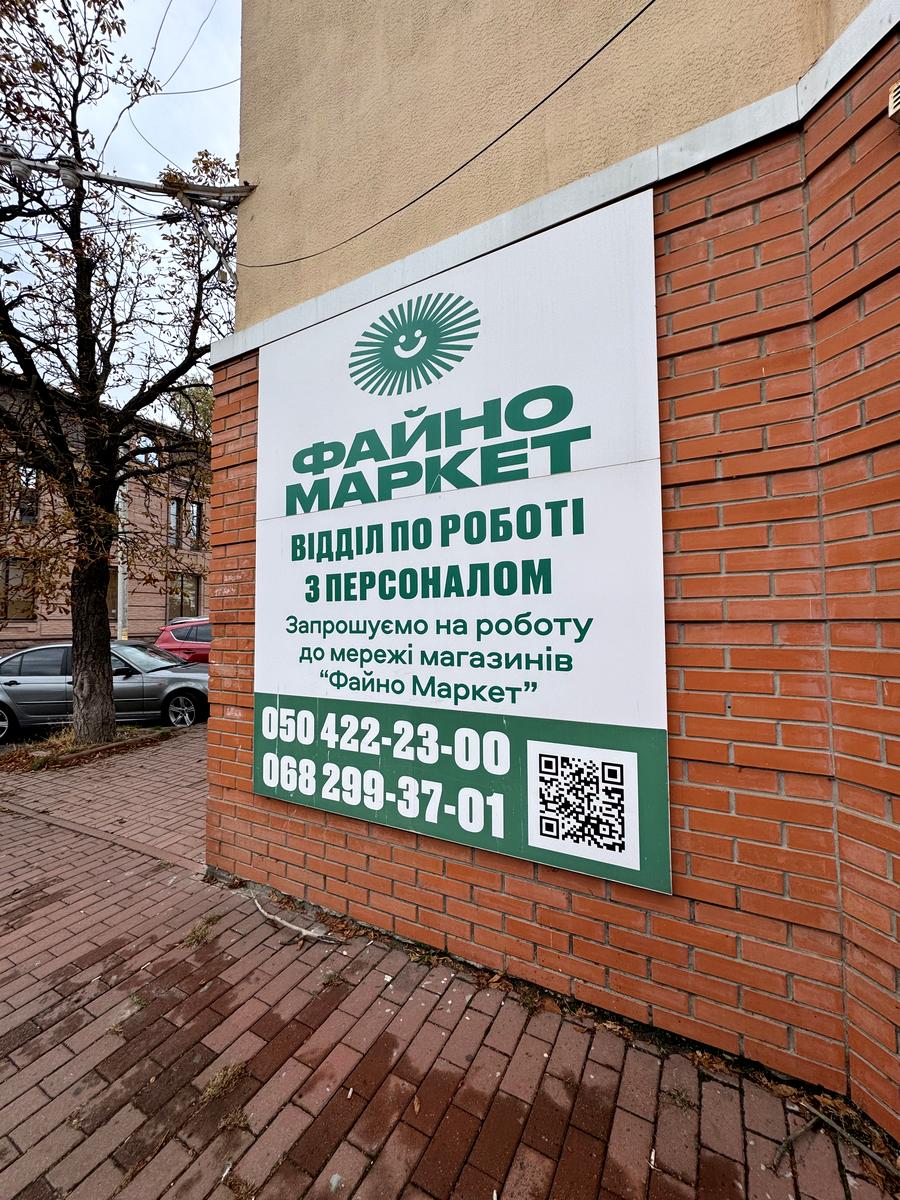 ФАЙНО
МАРКЕТ
ВІДДІЛ ПО РОБОТІ
З ПЕРСОНАЛОМ
Запрошуємо на роботу
до мережі магазинів
“Файно Маркет”
050 422-23-00
068 299-37-01